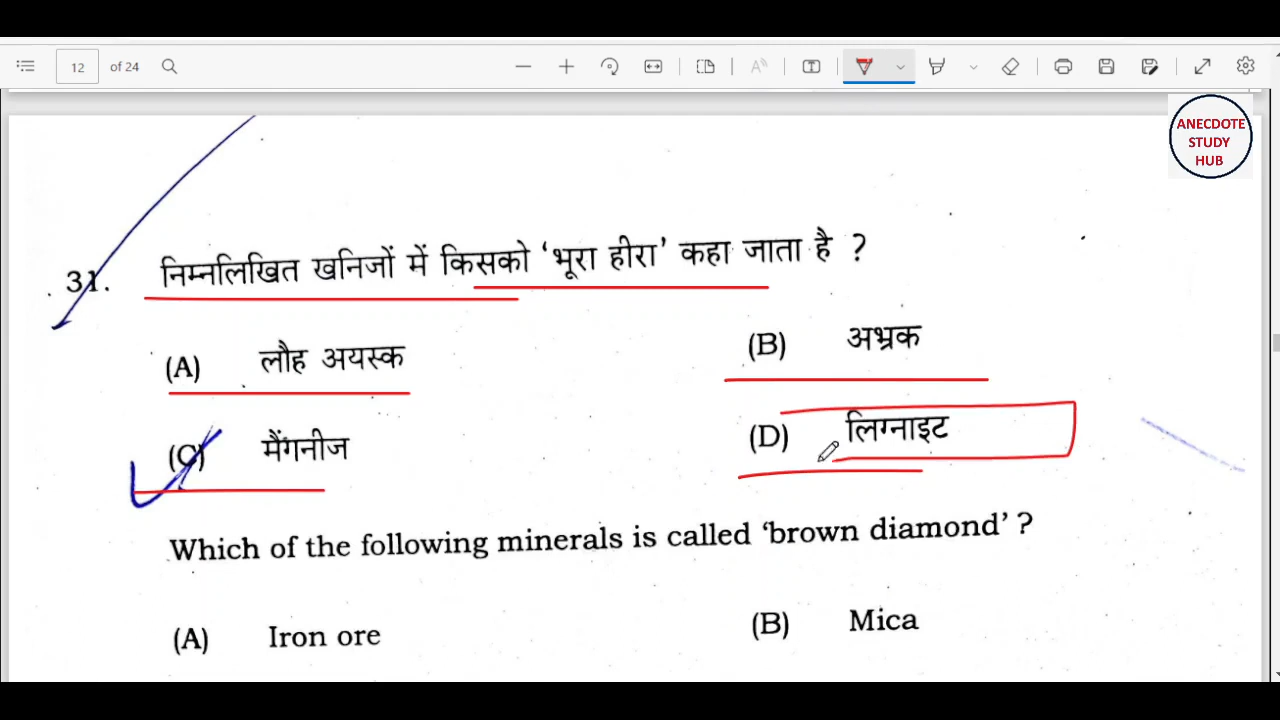 12 of 24
ANECDOTE
STUDY
HUB
31. निम्नलिखित खनिजों में किसको ‘भूरा हीरा’ कहा जाता है ?
(A) लौह अयस्क (B) अभ्रक
(C) मैंगनीज (D) लिग्नाइट
Which of the following minerals is called ‘brown diamond’ ?
(A) Iron ore (B) Mica